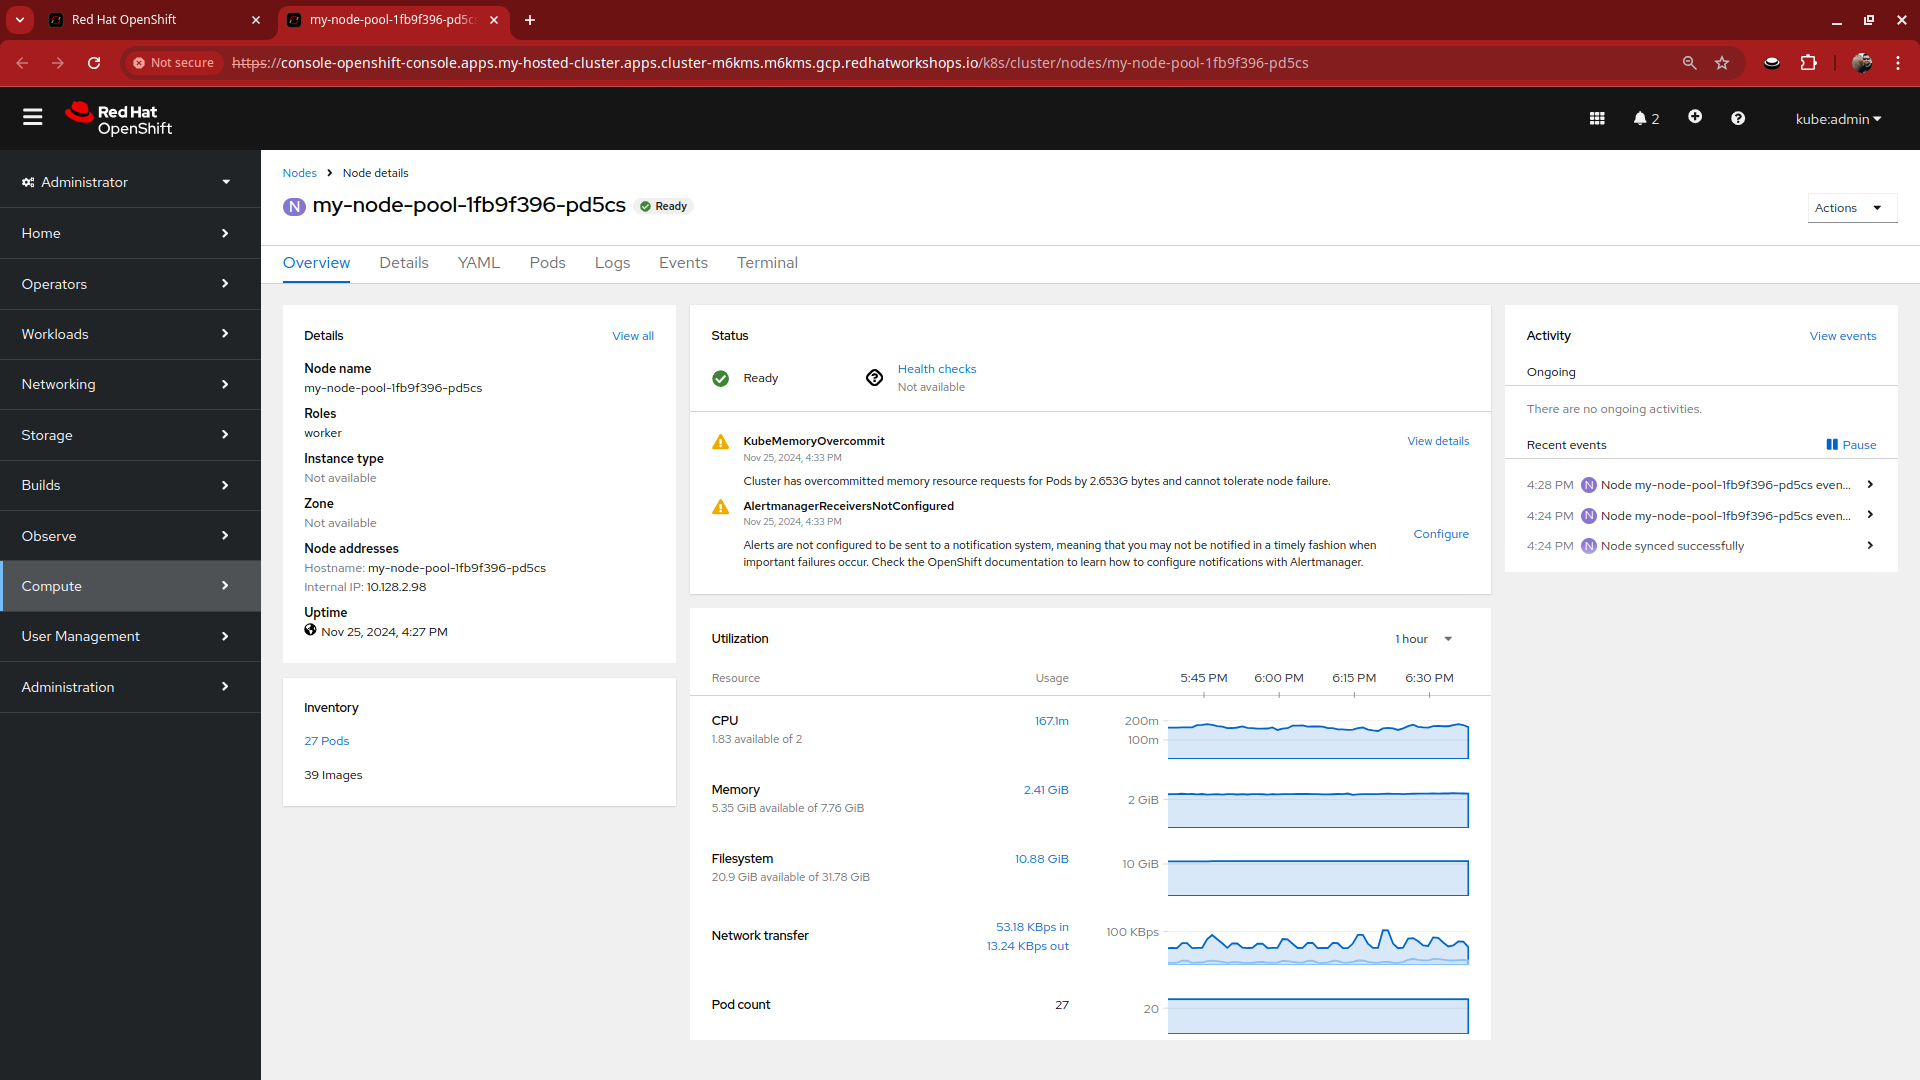 Red Hat OpenShift
my-node-pool-1fb9f396-pd5c
Not secure
https://console-openshift-console.apps.my-hosted-cluster.apps.cluster-m6kms.m6kms.gcp.redhatworkshops.io/k8s/cluster/nodes/my-node-pool-1fb9f396-pd5cs
Red Hat
OpenShift
2
kube:admin
Administrator
Home
Operators
Workloads
Networking
Storage
Builds
Observe
Compute
User Management
Administration
Nodes
Node details
N my-node-pool-1fb9f396-pd5cs Ready
Actions
Overview Details YAML Pods Logs Events Terminal
Details
View all
Node name
my-node-pool-1fb9f396-pd5cs
Roles
worker
Instance type
Not available
Zone
Not available
Node addresses
Hostname: my-node-pool-1fb9f396-pd5cs
Internal IP: 10.128.2.98
Uptime
Nov 25, 2024, 4:27 PM
Inventory
27 Pods
39 Images
Status
Ready
Health checks
Not available
KubeMemoryOvercommit
View details
Nov 25, 2024, 4:33 PM
Cluster has overcommitted memory resource requests for Pods by 2.653G bytes and cannot tolerate node failure.
AlertmanagerReceiversNotConfigured
Nov 25, 2024, 4:33 PM
Configure
Alerts are not configured to be sent to a notification system, meaning that you may not be notified in a timely fashion when
important failures occur. Check the OpenShift documentation to learn how to configure notifications with Alertmanager.
Utilization
1 hour
Resource Usage 5:45 PM 6:00 PM 6:15 PM 6:30 PM
CPU
1.83 available of 2
167.1m
200m
100m
Memory
5.35 GiB available of 7.76 GiB
2.41 GiB
2 GiB
Filesystem
20.9 GiB available of 31.78 GiB
10.88 GiB
10 GiB
Network transfer
53.18 KBps in
13.24 KBps out
100 KBps
Pod count
27
20
Activity
View events
Ongoing
There are no ongoing activities.
Recent events
Pause
4:28 PM N Node my-node-pool-1fb9f396-pd5cs even...
4:24 PM N Node my-node-pool-1fb9f396-pd5cs even...
4:24 PM N Node synced successfully